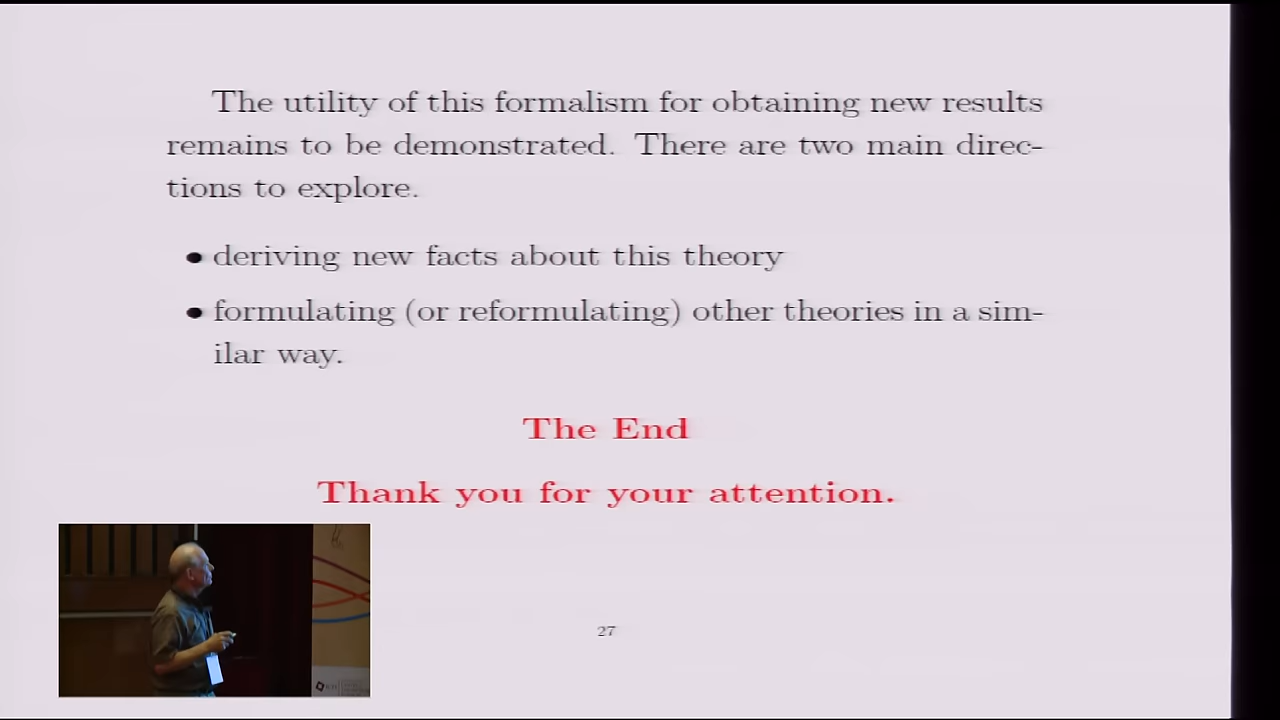 The utility of this formalism for obtaining new results
remains to be demonstrated. There are two main direc-
tions to explore.
• deriving new facts about this theory
• formulating (or reformulating) other theories in a sim-
ilar way.
The End
Thank you for your attention.
27